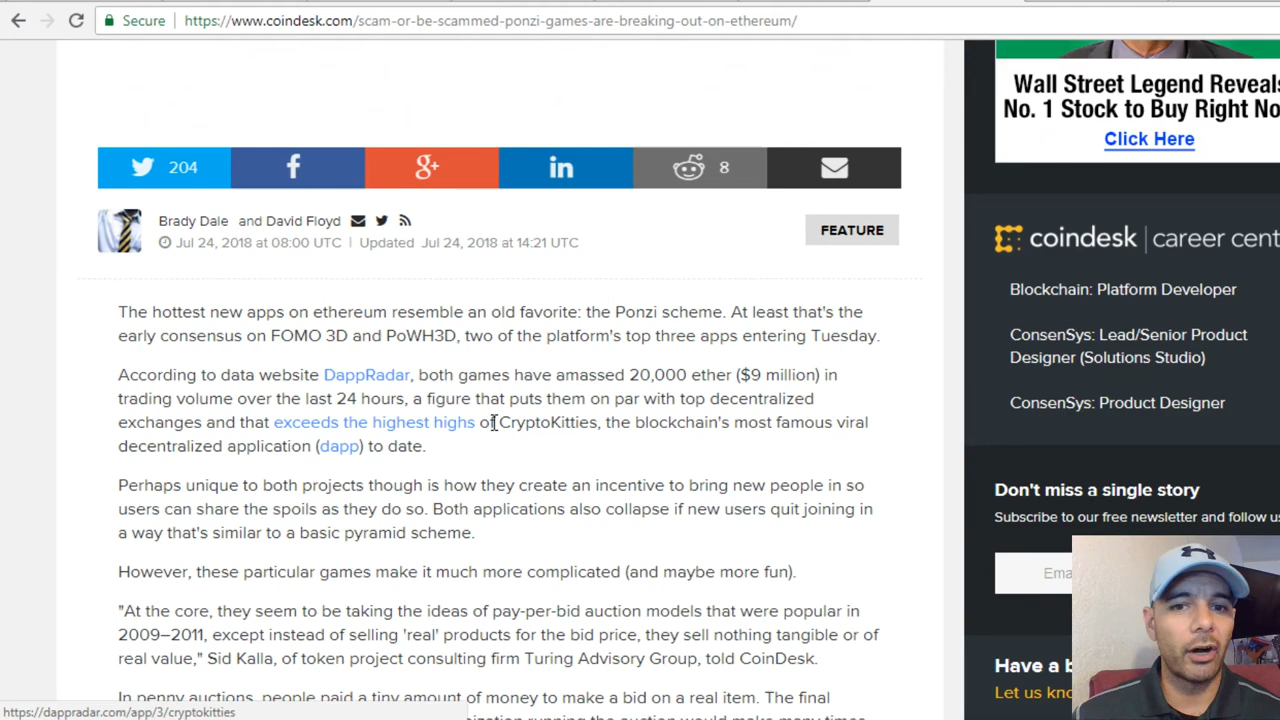 Secure https://www.coindesk.com/scam-or-be-scammed-ponzi-games-are-breaking-out-on-ethereum/
Wall Street Legend Reveals
No. 1 Stock to Buy Right No
Click Here
204
8
Brady Dale and David Floyd
Jul 24, 2018 at 08:00 UTC | Updated Jul 24, 2018 at 14:21 UTC
FEATURE
The hottest new apps on ethereum resemble an old favorite: the Ponzi scheme. At least that's the
early consensus on FOMO 3D and PoWH3D, two of the platform's top three apps entering Tuesday.
According to data website DappRadar, both games have amassed 20,000 ether ($9 million) in
trading volume over the last 24 hours, a figure that puts them on par with top decentralized
exchanges and that exceeds the highest highs of CryptoKitties, the blockchain's most famous viral
decentralized application (dapp) to date.
Perhaps unique to both projects though is how they create an incentive to bring new people in so
users can share the spoils as they do so. Both applications also collapse if new users quit joining in
a way that's similar to a basic pyramid scheme.
However, these particular games make it much more complicated (and maybe more fun).
"At the core, they seem to be taking the ideas of pay-per-bid auction models that were popular in
2009–2011, except instead of selling 'real' products for the bid price, they sell nothing tangible or of
real value," Sid Kalla, of token project consulting firm Turing Advisory Group, told CoinDesk.
In penny auctions, people paid a tiny amount of money to make a bid on a real item. The final
running the auction would make many times
coindesk | career cent
Blockchain: Platform Developer
ConsenSys: Lead/Senior Product
Designer (Solutions Studio)
ConsenSys: Product Designer
Don't miss a single story
Subscribe to our free newsletter and follow us
Ema
Have a b
Let us kno
https://dappradar.com/app/3/cryptokitties